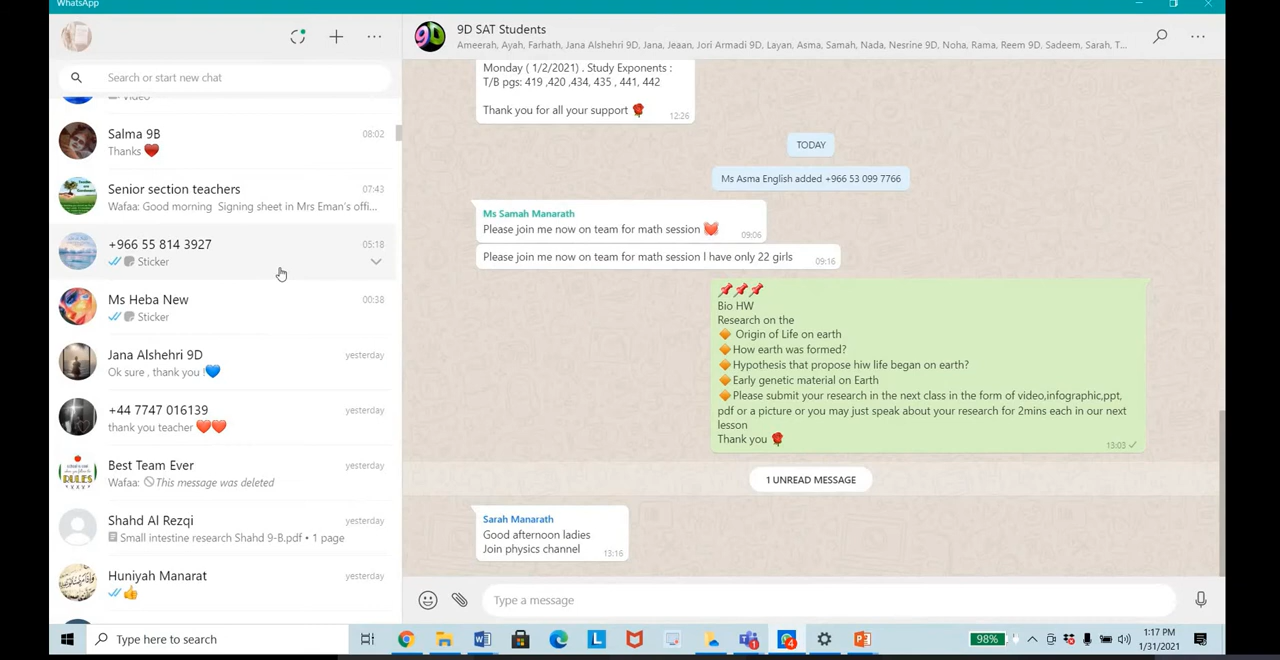 WhatsApp
Search or start new chat
Video
Salma 9B
08:02
Thanks ❤️
Senior section teachers
07:43
Wafaa: Good morning Signing sheet in Mrs Eman's offi...
+966 55 814 3927
05:18
Sticker
Ms Heba New
00:38
Sticker
Jana Alshehri 9D
yesterday
Ok sure , thank you !💙
+44 7747 016139
yesterday
thank you teacher ❤️❤️
Best Team Ever
yesterday
Wafaa: This message was deleted
Shahd Al Rezqi
yesterday
Small intestine research Shahd 9-B.pdf • 1 page
Huniyah Manarat
yesterday
👍
9D
9D SAT Students
Ameerah, Ayah, Farhath, Jana Alshehri 9D, Jana, Jeaan, Jori Armadi 9D, Layan, Asma, Samah, Nada, Nesrine 9D, Noha, Rama, Reem 9D, Sadeem, Sarah, T...
Monday ( 1/2/2021) . Study Exponents :
T/B pgs: 419 ,420 ,434, 435 , 441, 442
Thank you for all your support 🌹
12:26
TODAY
Ms Asma English added +966 53 099 7766
Ms Samah Manarath
Please join me now on team for math session ❤️
09:06
Please join me now on team for math session I have only 22 girls
09:16
📌📌📌
Bio HW
Research on the
🔶 Origin of Life on earth
🔶How earth was formed?
🔶Hypothesis that propose hiw life began on earth?
🔶Early genetic material on Earth
🔶Please submit your research in the next class in the form of video,infographic,ppt,
pdf or a picture or you may just speak about your research for 2mins each in our next
lesson
Thank you 🌹
13:03
1 UNREAD MESSAGE
Sarah Manarath
Good afternoon ladies
Join physics channel
13:16
Type a message
Type here to search
98%
1:17 PM
1/31/2021